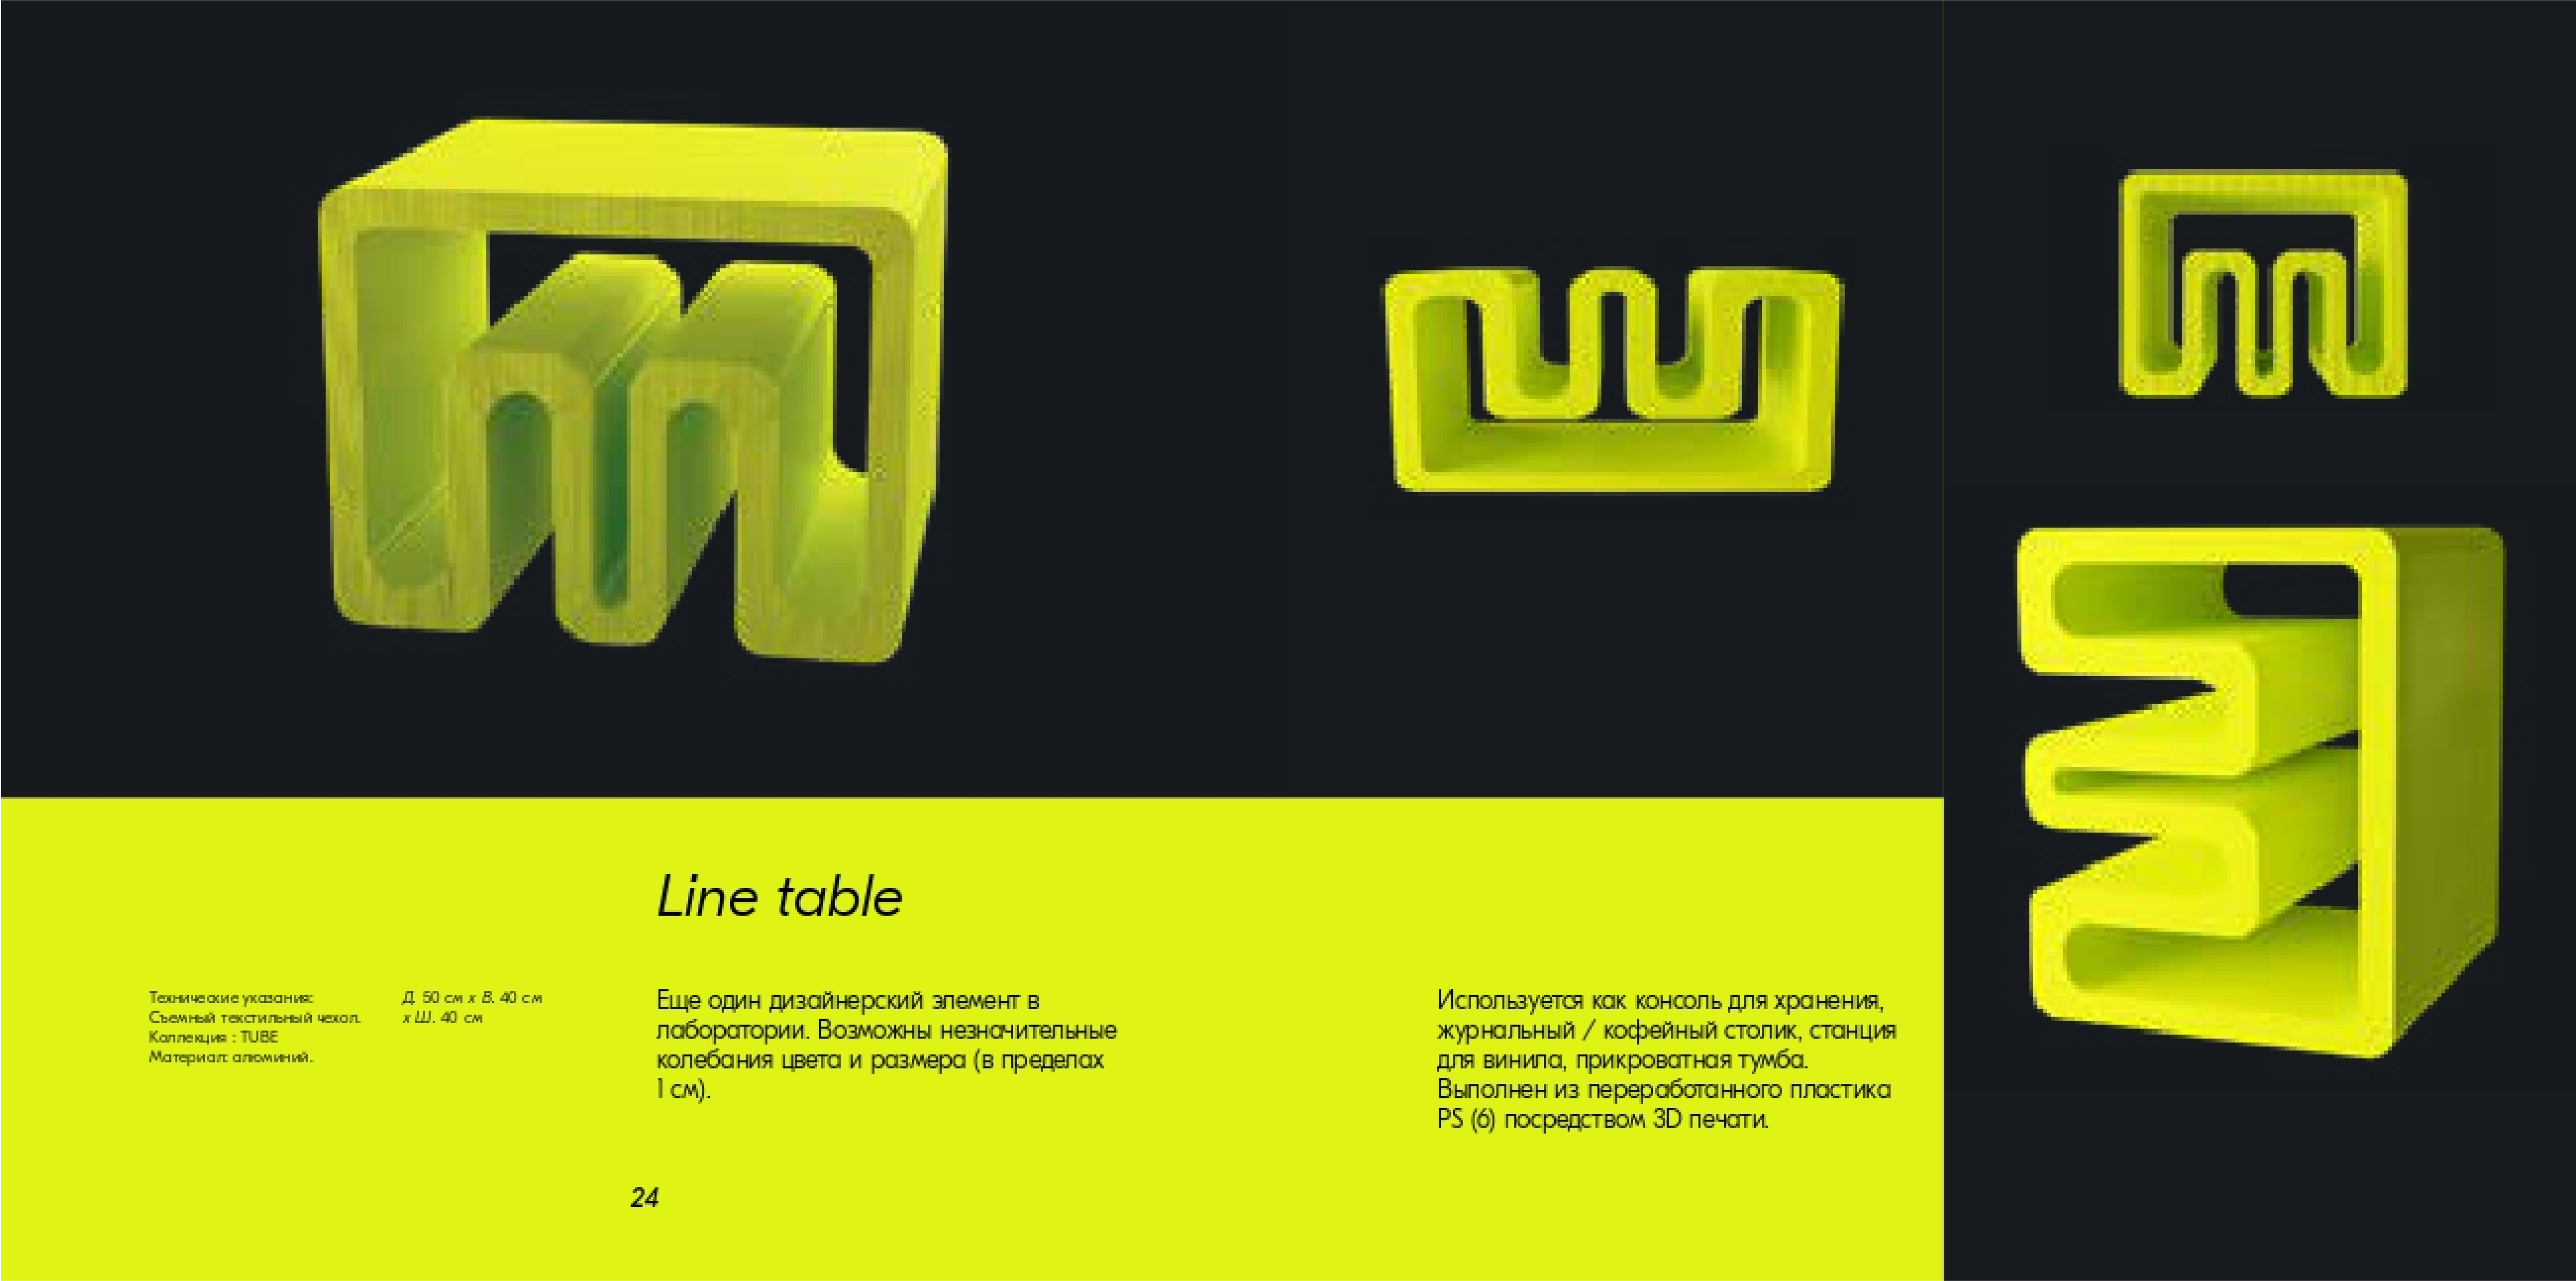 Line table
Технические указания:
Съемный текстильный чехол.
Коллекция : TUBE
Материал: алюминий.
Д. 50 см х В. 40 см
х Ш. 40 см
Еще один дизайнерский элемент в
лаборатории. Возможны незначительные
колебания цвета и размера (в пределах
1 см).
Используется как консоль для хранения,
журнальный / кофейный столик, станция
для винила, прикроватная тумба.
Выполнен из переработанного пластика
PS (6) посредством 3D печати.
24